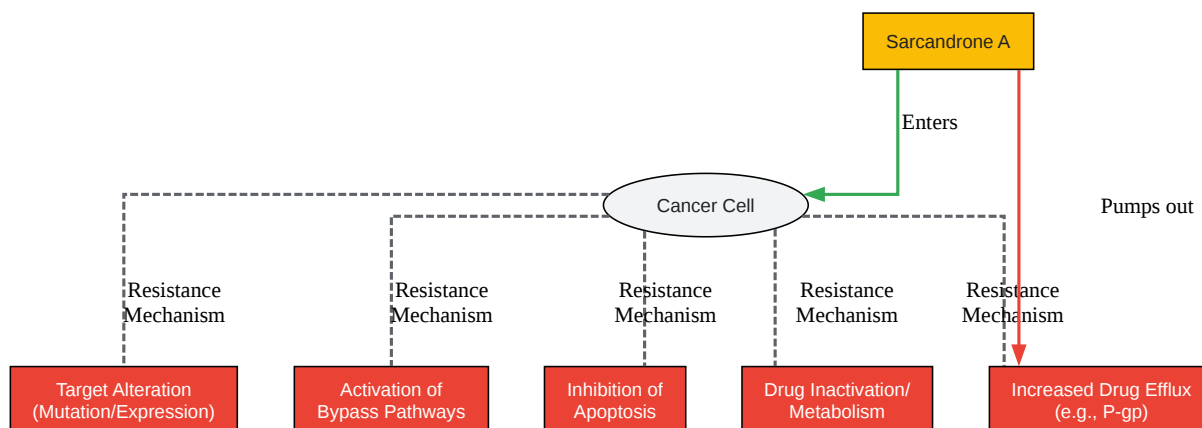 Sarcandrone A
Enters
Cancer Cell
Pumps out
Resistance
Mechanism
Resistance
Mechanism
Resistance
Mechanism
Resistance
Mechanism
Resistance
Mechanism
Target Alteration
(Mutation/Expression)
Activation of
Bypass Pathways
Inhibition of
Apoptosis
Drug Inactivation/
Metabolism
Increased Drug Efflux
(e.g., P-gp)